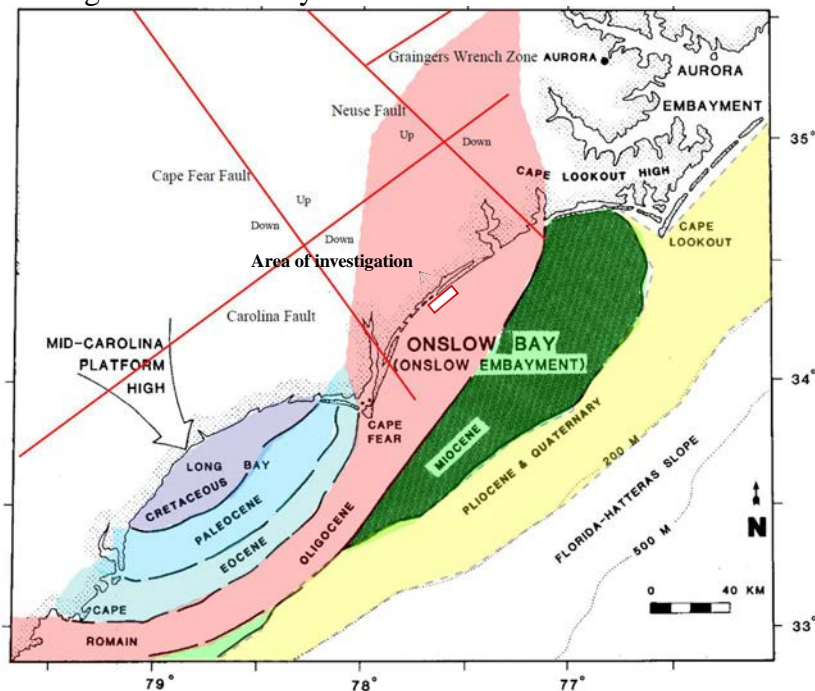 Graingers Wrench Zone
AURORA
AURORA
EMBAYMENT
Neuse Fault
Up
Down
35°
Cape Fear Fault
CAPE LOOKOUT HIGH
Up
Down
Down
CAPE
LOOKOUT
Area of investigation
Carolina Fault
MID-CAROLINA
PLATFORM
HIGH
ONSLOW BAY
(ONSLOW EMBAYMENT)
34°
CAPE
FEAR
LONG BAY
CRETACEOUS
MIOCENE
PLIOCENE & QUATERNARY
200 M
PALEOCENE
EOCENE
OLIGOCENE
FLORIDA-HATTERAS SLOPE
500 M
N
0 40 KM
CAPE
ROMAIN
33°
79° 78° 77°